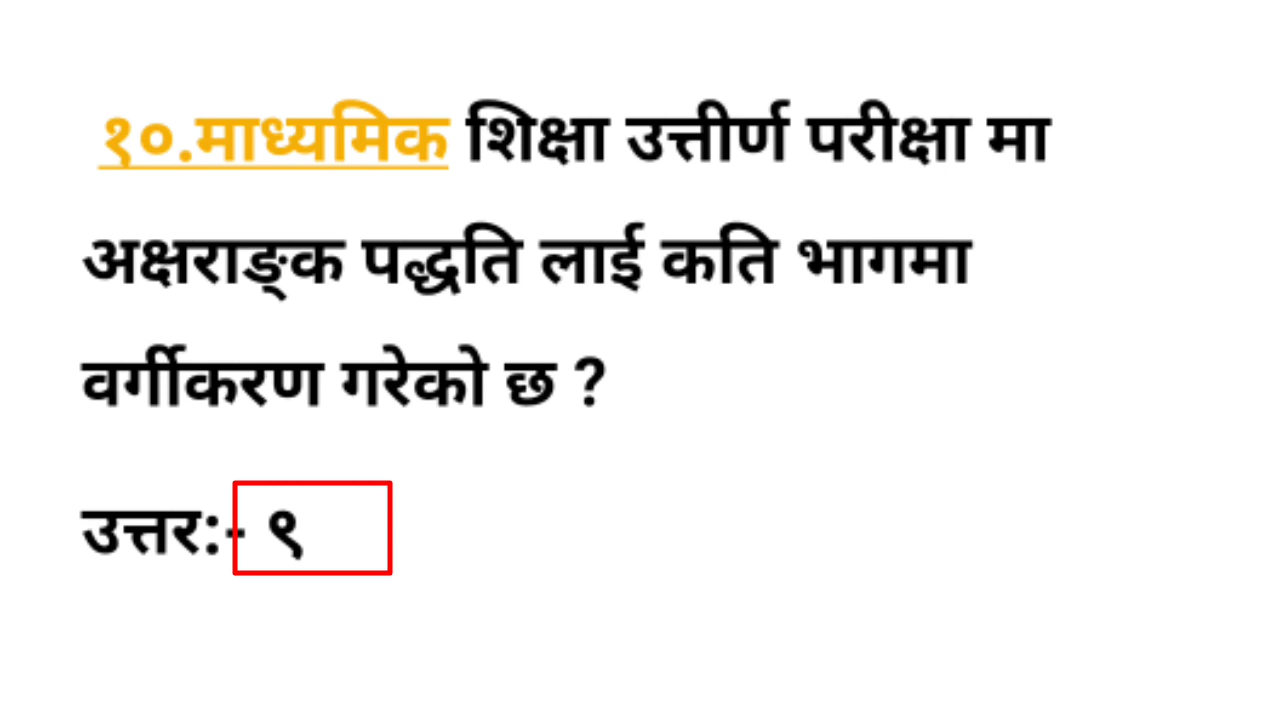 १०.माध्यमिक शिक्षा उत्तीर्ण परीक्षा मा
अक्षराङ्क पद्धति लाई कति भागमा
वर्गीकरण गरेको छ ?
उत्तर:- ९